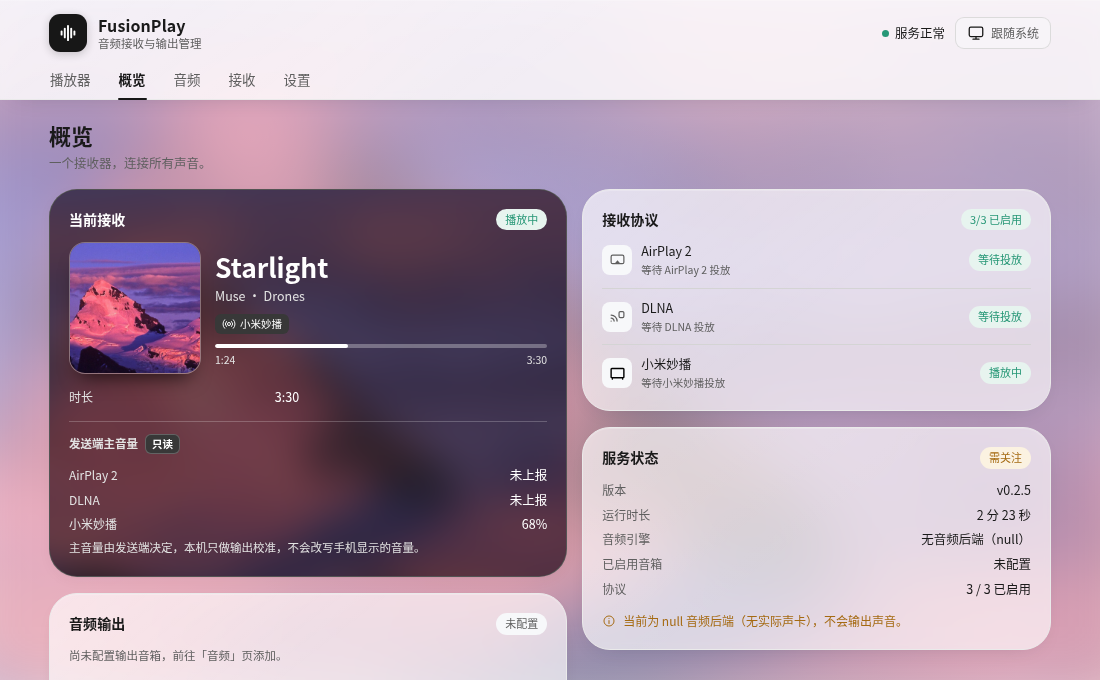 FusionPlay
音频接收与输出管理
服务正常
跟随系统
播放器
概览
音频
接收
设置
概览
一个接收器，连接所有声音。
当前接收
播放中
Starlight
Muse • Drones
小米妙播
1:24
3:30
时长
3:30
发送端主音量
只读
AirPlay 2
未上报
DLNA
未上报
小米妙播
68%
主音量由发送端决定，本机只做输出校准，不会改写手机显示的音量。
音频输出
未配置
尚未配置输出音箱，前往「音频」页添加。
接收协议
3/3 已启用
AirPlay 2
等待 AirPlay 2 投放
等待投放
DLNA
等待 DLNA 投放
等待投放
小米妙播
等待小米妙播投放
播放中
服务状态
需关注
版本
v0.2.5
运行时长
2 分 23 秒
音频引擎
无音频后端（null）
已启用音箱
未配置
协议
3 / 3 已启用
当前为 null 音频后端（无实际声卡），不会输出声音。